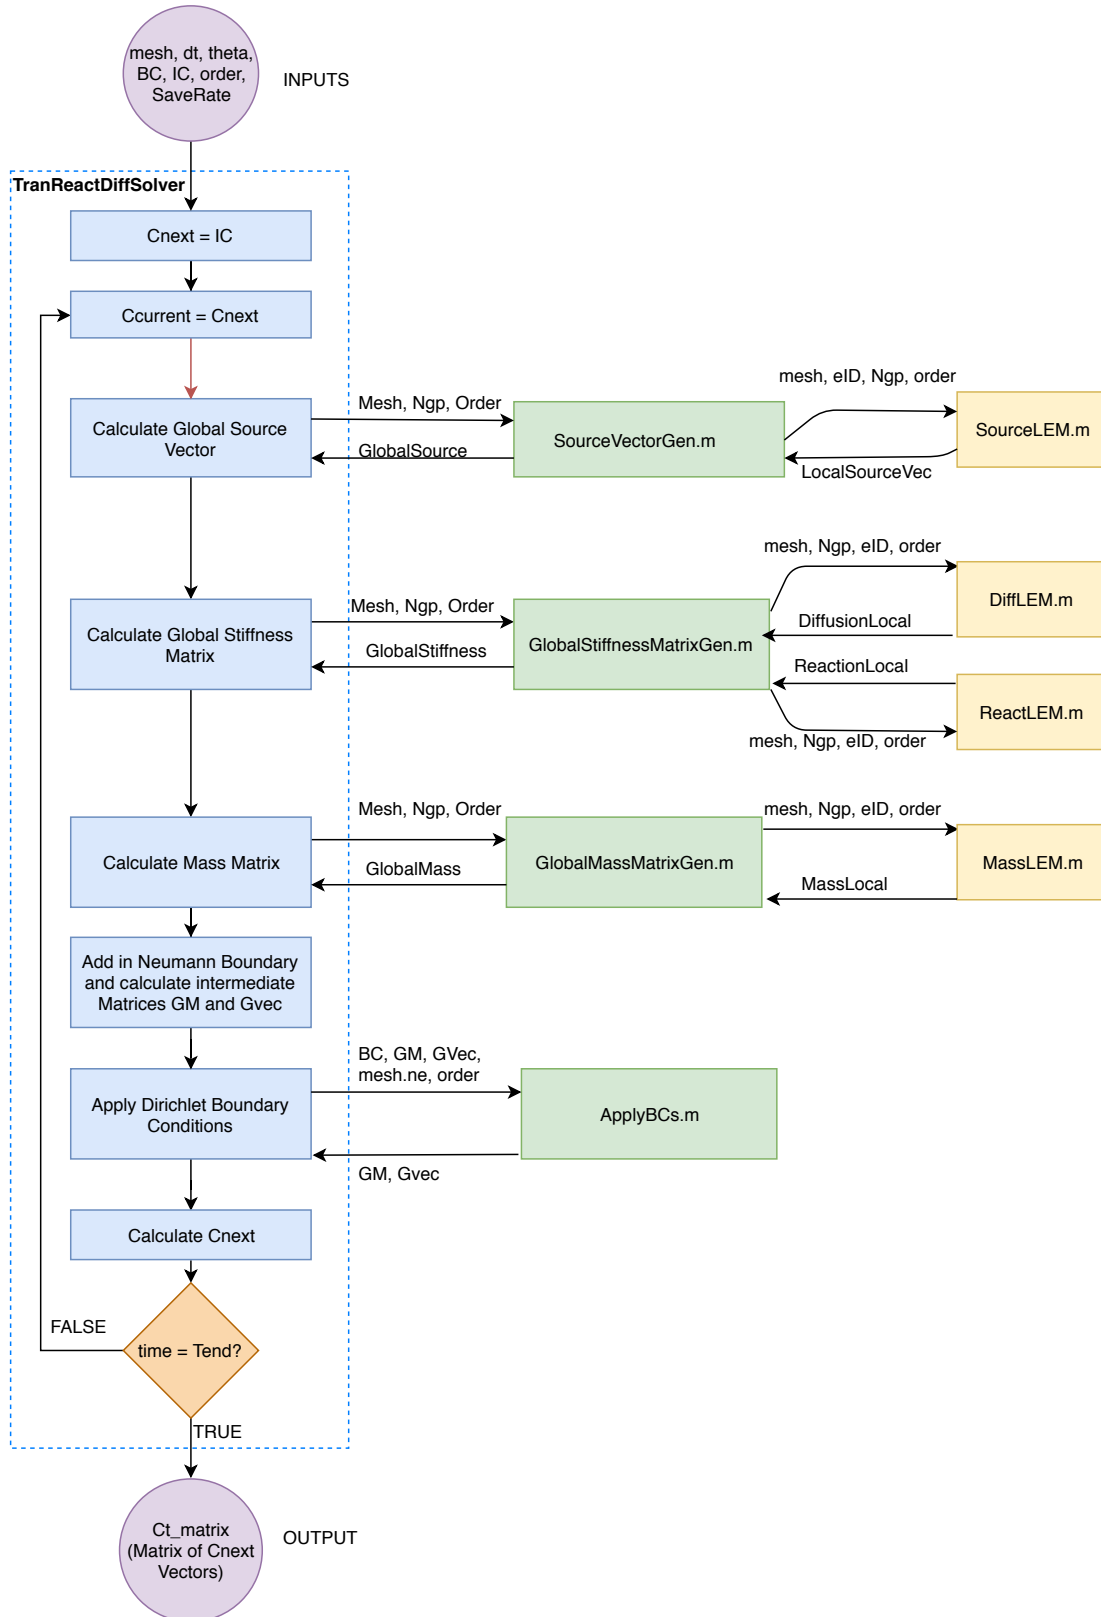 mesh, dt, theta,
BC, IC, order,
SaveRate
INPUTS
TranReactDiffSolver
Cnext = IC
Ccurrent = Cnext
Calculate Global Source
Vector
Mesh, Ngp, Order
GlobalSource
SourceVectorGen.m
mesh, eID, Ngp, order
LocalSourceVec
SourceLEM.m
Calculate Global Stiffness
Matrix
Mesh, Ngp, Order
GlobalStiffness
GlobalStiffnessMatrixGen.m
mesh, Ngp, eID, order
DiffusionLocal
DiffLEM.m
ReactionLocal
mesh, Ngp, eID, order
ReactLEM.m
Calculate Mass Matrix
Mesh, Ngp, Order
GlobalMass
GlobalMassMatrixGen.m
mesh, Ngp, eID, order
MassLocal
MassLEM.m
Add in Neumann Boundary
and calculate intermediate
Matrices GM and Gvec
Apply Dirichlet Boundary
Conditions
BC, GM, GVec,
mesh.ne, order
GM, Gvec
ApplyBCs.m
Calculate Cnext
time = Tend?
FALSE
TRUE
Ct_matrix
(Matrix of Cnext
Vectors)
OUTPUT